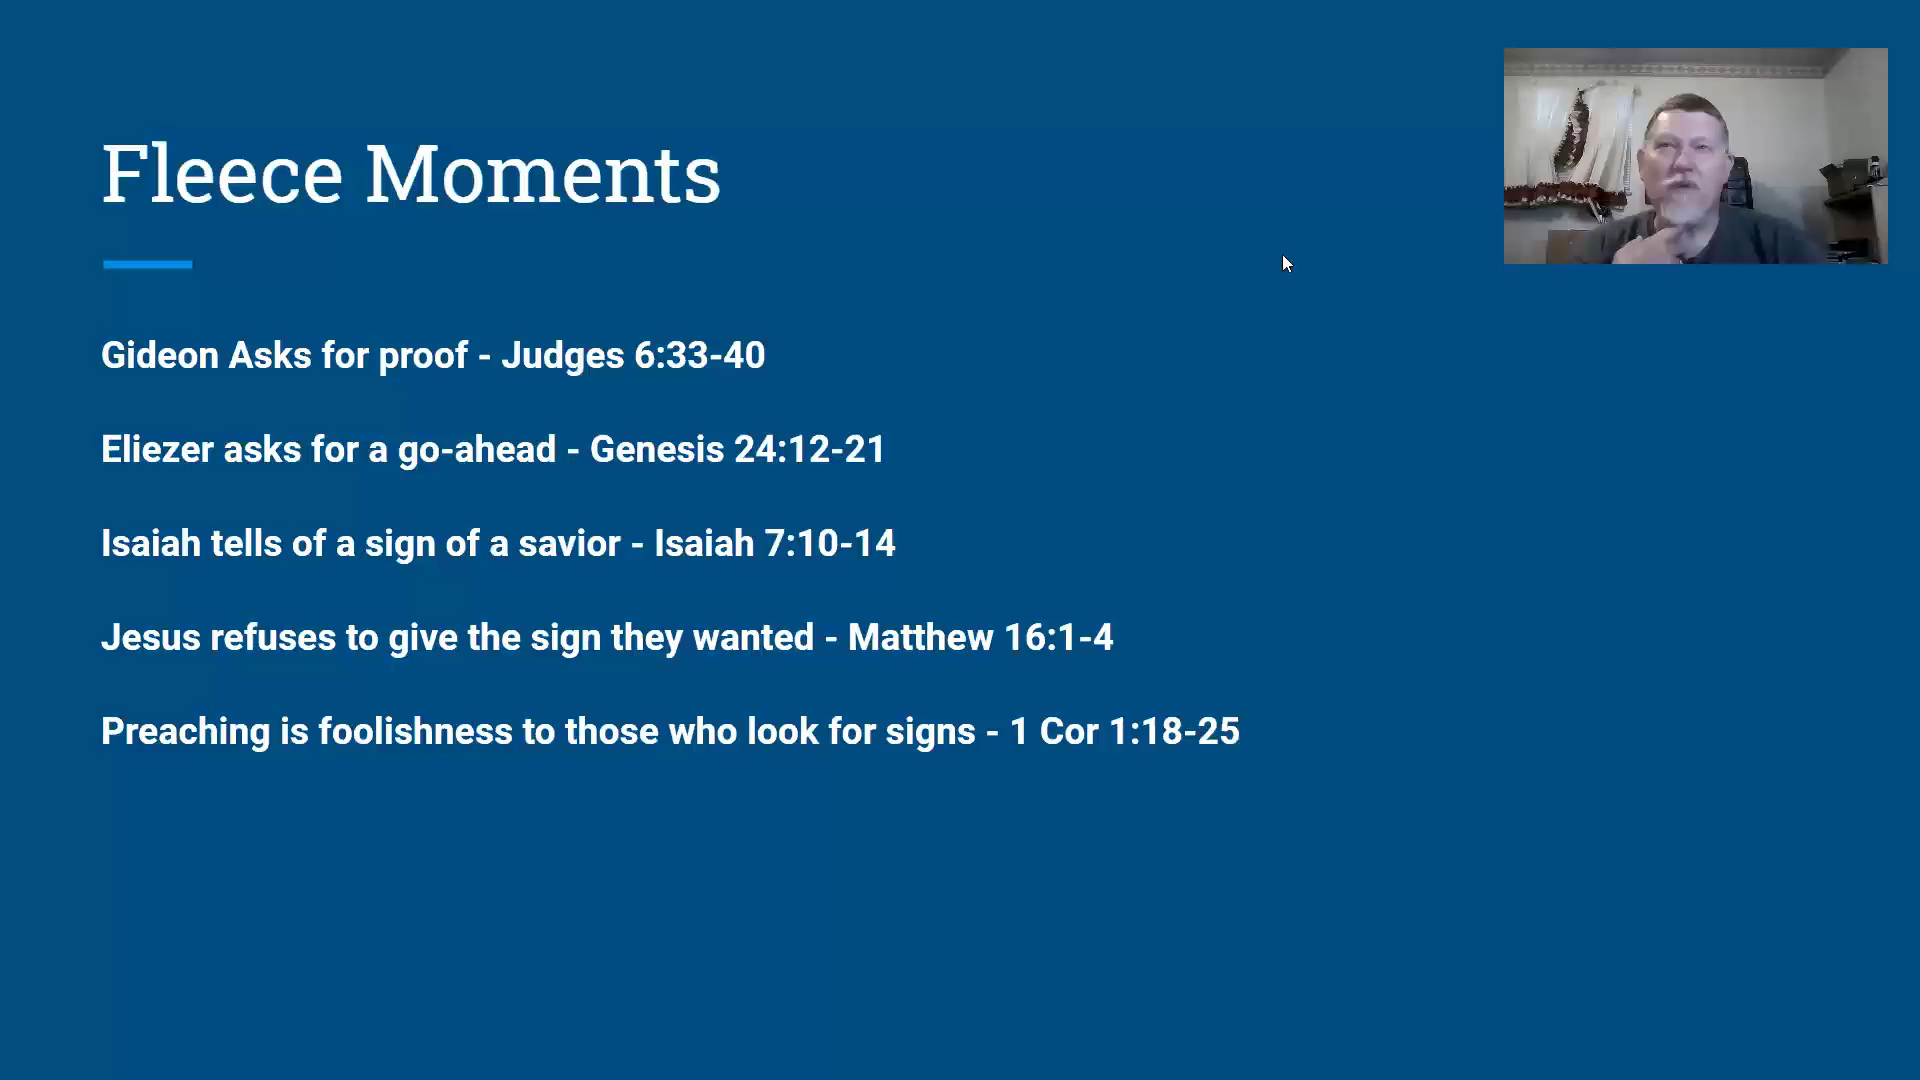 Fleece Moments
Gideon Asks for proof - Judges 6:33-40
Eliezer asks for a go-ahead - Genesis 24:12-21
Isaiah tells of a sign of a savior - Isaiah 7:10-14
Jesus refuses to give the sign they wanted - Matthew 16:1-4
Preaching is foolishness to those who look for signs - 1 Cor 1:18-25